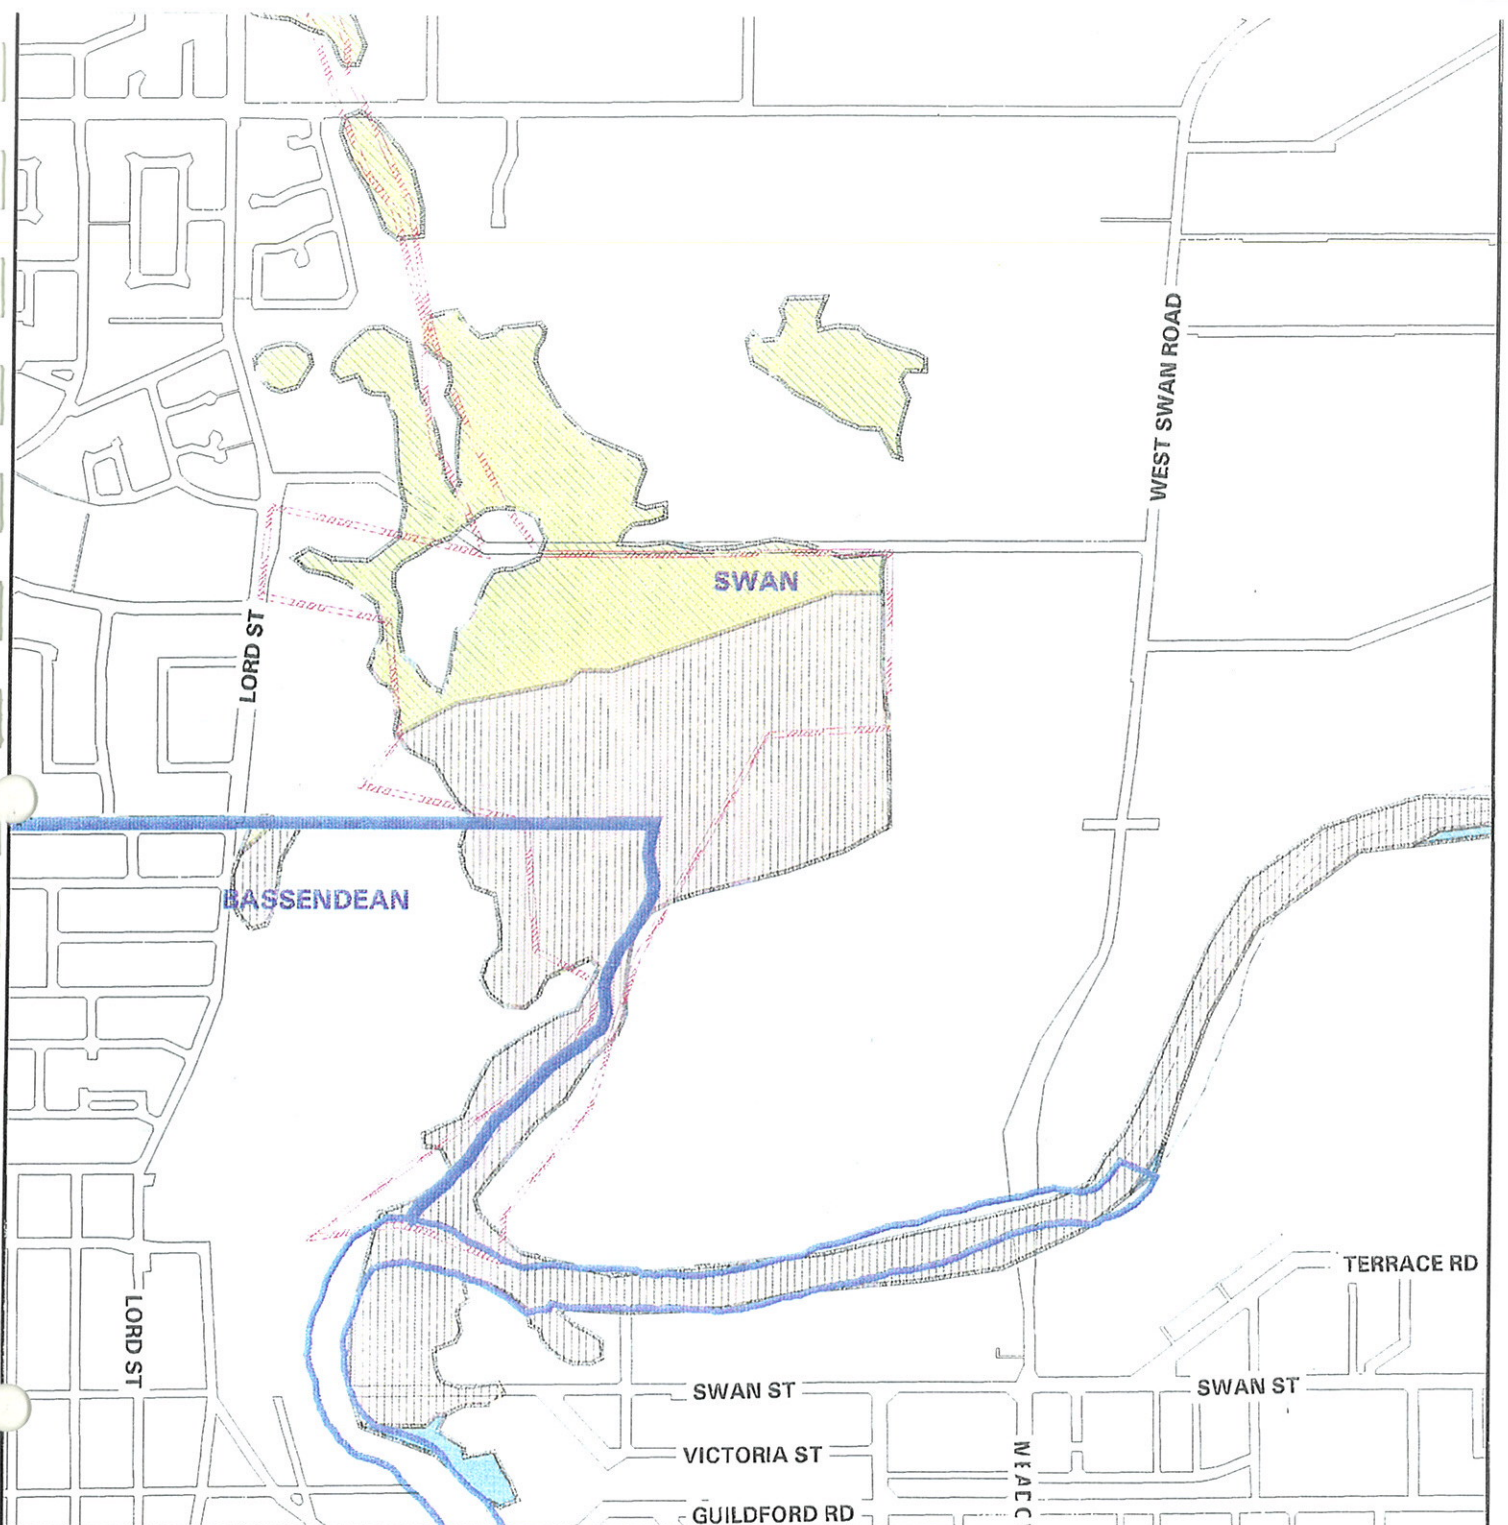 WEST SWAN ROAD
SWAN
LORD ST
BASSENDEAN
TERRACE RD
LORD ST
SWAN ST
SWAN ST
VICTORIA ST
GUILDFORD RD